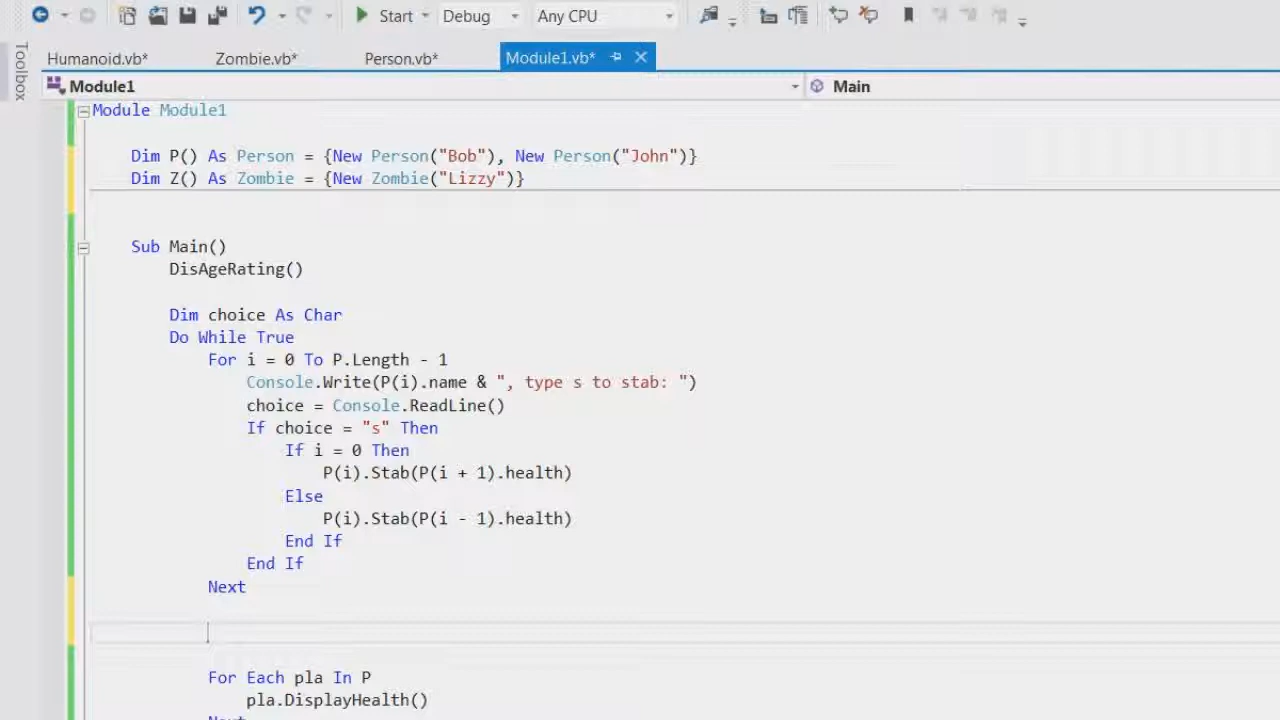 Start Debug Any CPU
Toolbox
Humanoid.vb* Zombie.vb* Person.vb* Module1.vb*
Module1 Main
Module Module1
Dim P() As Person = {New Person("Bob"), New Person("John")}
Dim Z() As Zombie = {New Zombie("Lizzy")}
Sub Main()
DisAgeRating()
Dim choice As Char
Do While True
For i = 0 To P.Length - 1
Console.Write(P(i).name & ", type s to stab: ")
choice = Console.ReadLine()
If choice = "s" Then
If i = 0 Then
P(i).Stab(P(i + 1).health)
Else
P(i).Stab(P(i - 1).health)
End If
End If
Next
For Each pla In P
pla.DisplayHealth()
Next